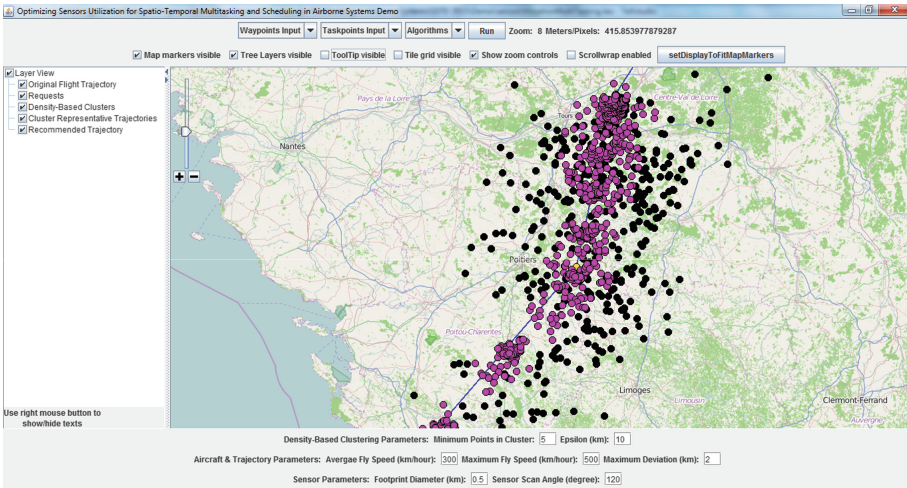 Optimizing Sensors Utilization for Spatio-Temporal Multitasking and Scheduling in Airborne Systems Demo
Waypoints Input Taskpoints Input Algorithms Run Zoom: 8 Meters/Pixels: 415.853977879287
Map markers visible Tree Layers visible ToolTip visible Tile grid visible Show zoom controls Scrollwrap enabled setDisplayToFitMapMarkers
Layer View
Original Flight Trajectory
Requests
Density-Based Clusters
Cluster Representative Trajectories
Recommended Trajectory
Use right mouse button to
show/hide texts
Pays de la Loire
Centre-Val de Loire
Tours
Nantes
Poitiers
Poitou-Charentes
Limoges
Limousin
Clermont-Ferrand
Auvergne
Density-Based Clustering Parameters: Minimum Points in Cluster: 5 Epsilon (km): 10
Aircraft & Trajectory Parameters: Avergae Fly Speed (km/hour): 300 Maximum Fly Speed (km/hour): 500 Maximum Deviation (km): 2
Sensor Parameters: Footprint Diameter (km): 0.5 Sensor Scan Angle (degree): 120